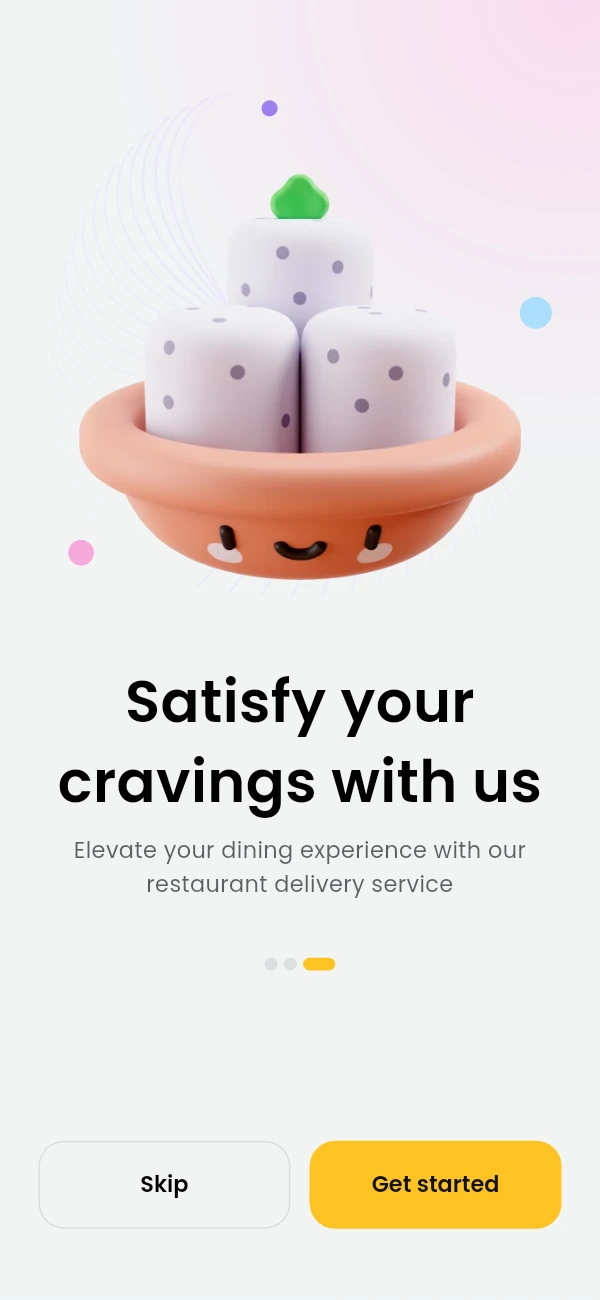 Satisfy your
cravings with us
Elevate your dining experience with our
restaurant delivery service
Skip
Get started